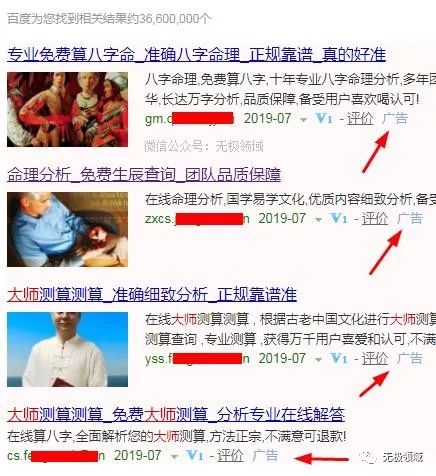 百度为您找到相关结果约36,600,000个
专业免费算八字命_准确八字命理_正规靠谱_真的好准
八字命理,免费算八字,十年专业八字命理分析,多年
华,长达万字分析,品质保障,备受用户喜欢喝认可!
gm.c 2019-07 V1 - 评价 广告
微信公众号：无极领域
命理分析_免费生辰查询_团队品质保障
在线命理分析,国学易学文化,优质内容细致分析,备
zxcs. n 2019-07 V1 - 评价 广告
大师测算测算_准确细致分析_正规靠谱准
在线大师测算测算，根据古老中国文化进行大师测
测算查询,专业测算,获得万千用户喜爱和认可,不满
yss. n 2019-07 V1 - 评价 广告
大师测算测算_免费大师测算_分析专业在线解答
在线算八字,全面解析您的大师测算,方法正宗,不满意可退款!
cs.fe n 2019-07 V1 - 评价 广告
无极领域